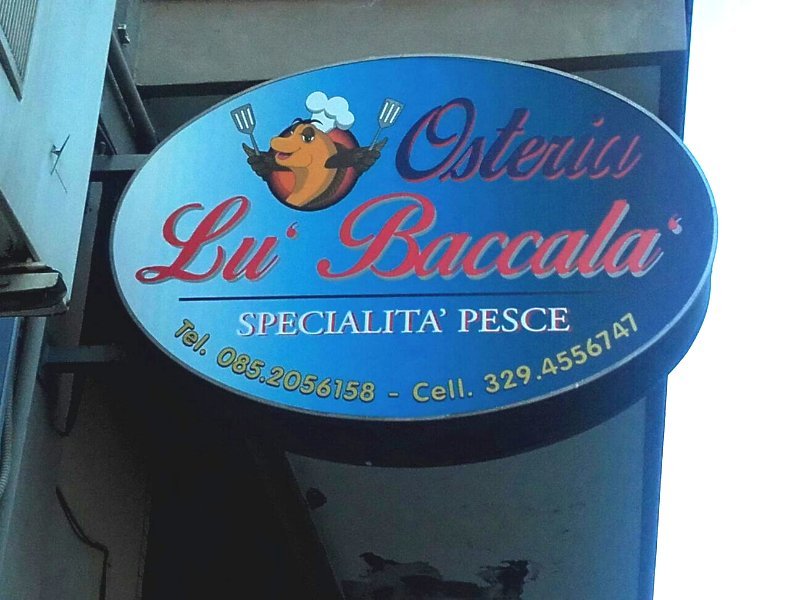 Osteria
Lu' Baccala'
SPECIALITA' PESCE
Tel. 085.2056158 - Cell. 329.4556747